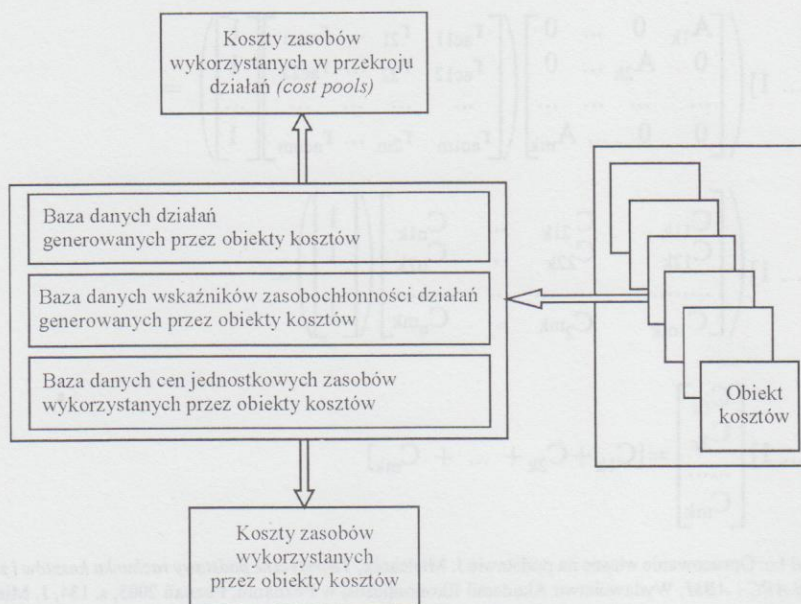 Koszty zasobów
wykorzystanych w przekroju
działań (cost pools)
Baza danych działań
generowanych przez obiekty kosztów
Baza danych wskaźników zasobochłonności działań
generowanych przez obiekty kosztów
Baza danych cen jednostkowych zasobów
wykorzystanych przez obiekty kosztów
Obiekt
kosztów
Koszty zasobów
wykorzystanych
przez obiekty kosztów